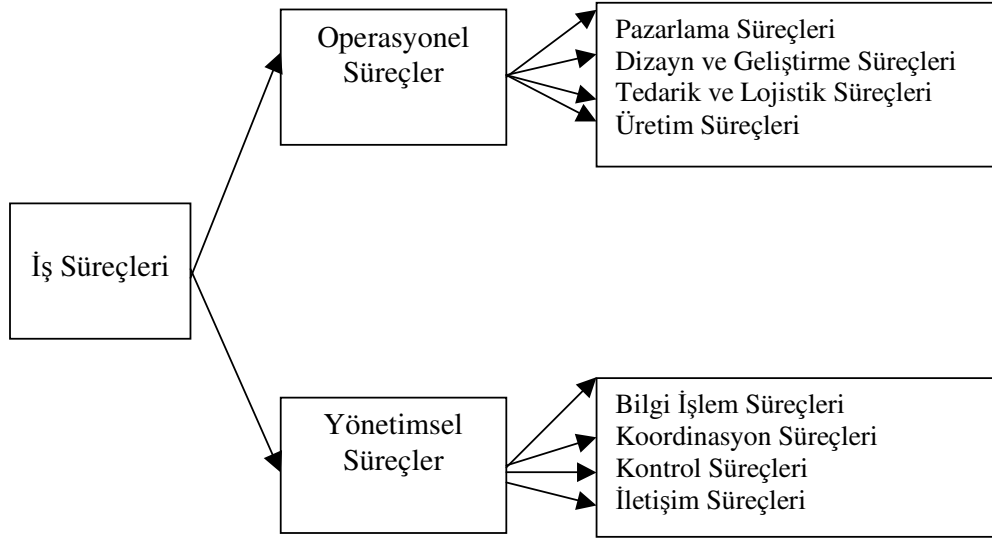 Operasyonel
Süreçler
Pazarlama Süreçleri
Dizayn ve Geliştirme Süreçleri
Tedarik ve Lojistik Süreçleri
Üretim Süreçleri
İş Süreçleri
Yönetimsel
Süreçler
Bilgi İşlem Süreçleri
Koordinasyon Süreçleri
Kontrol Süreçleri
İletişim Süreçleri